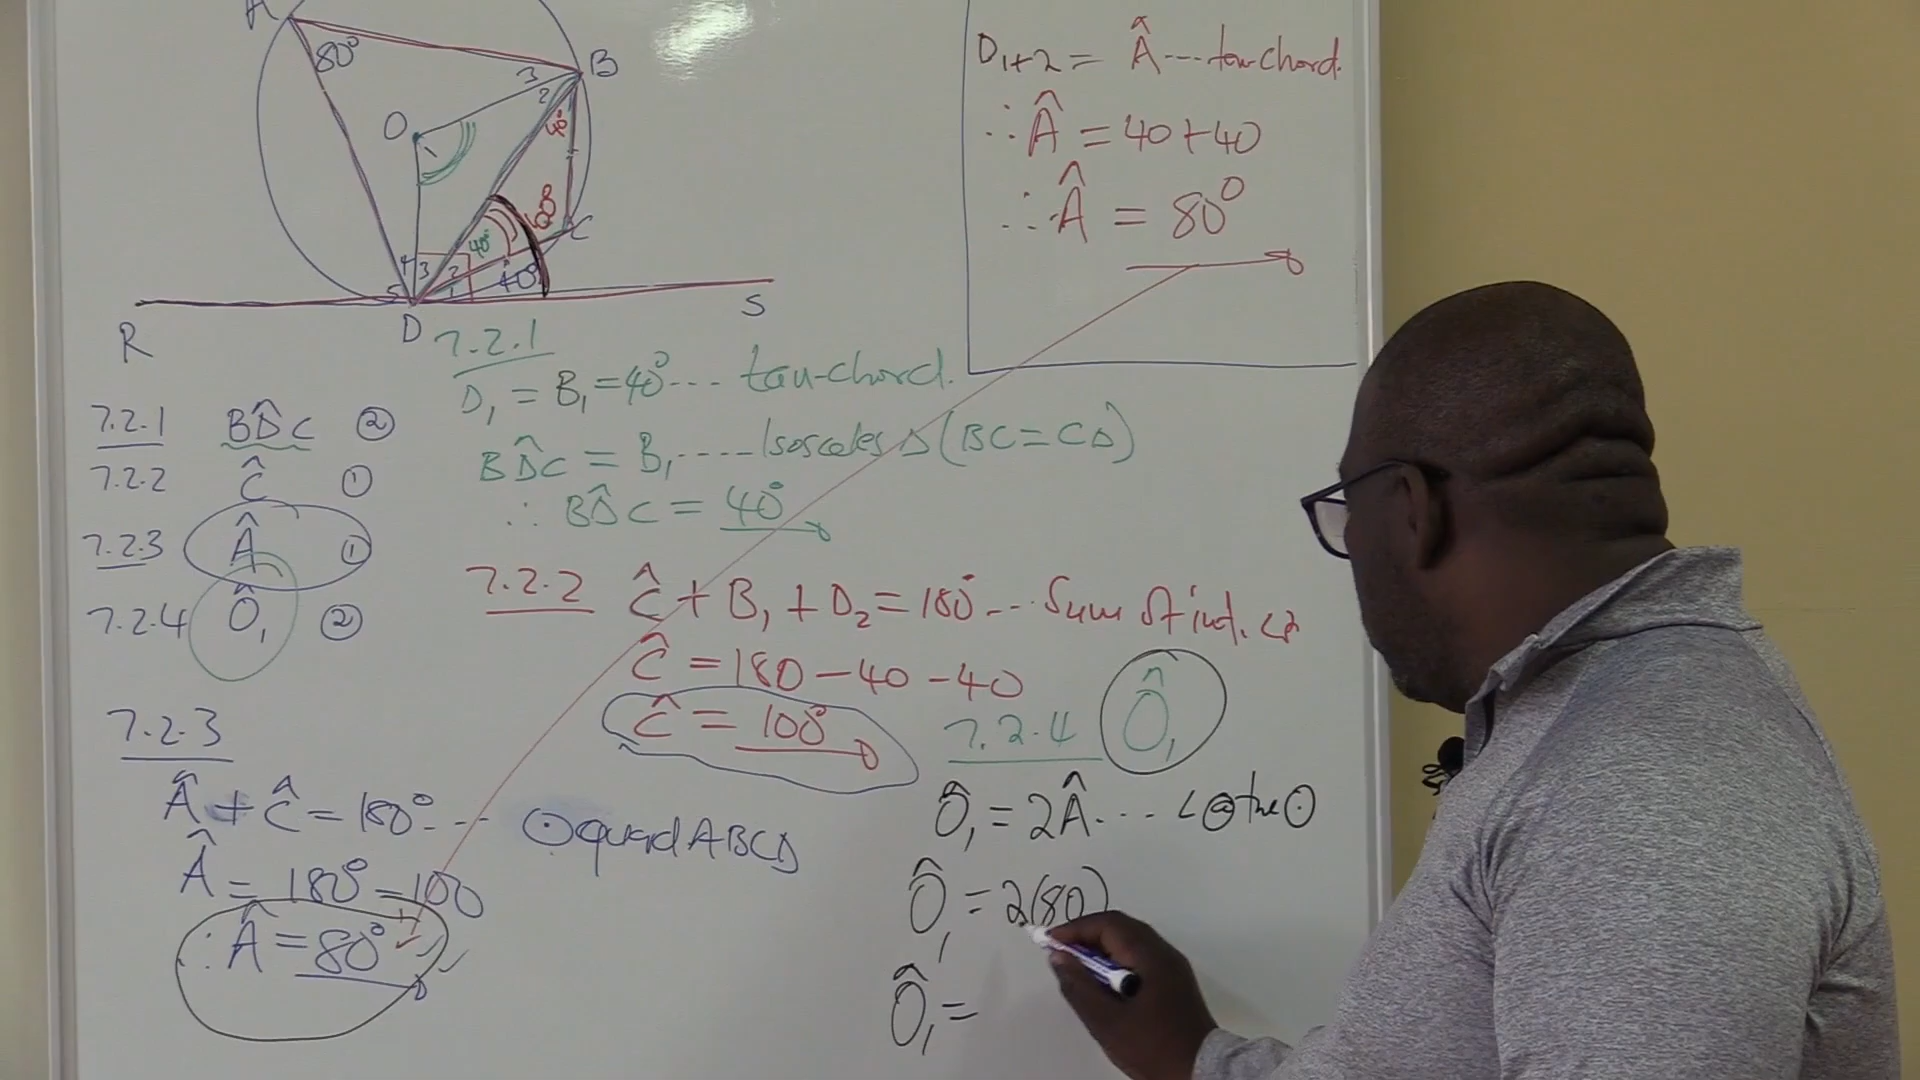 A
80°
3
B
2
O
1
40°
C
40°
4 3 2
5 1
40°
R
D
S
D₁₊₂ = Â --- tan-chord.
∴ Â = 40+40
∴ Â = 80°
7.2.1 BD̂C ②
7.2.2 Ĉ ①
7.2.3 Â ①
7.2.4 Ô₁ ②
7.2.1
D₁ = B₁ = 40° --- tan-chord.
BD̂C = B₁ ---- Isosceles Δ (BC = CD)
∴ BD̂C = 40°
7.2.2 Ĉ + B₁ + D₂ = 180° -- Sum of int. <s
Ĉ = 180 - 40 - 40
Ĉ = 100°
7.2.3
Â + Ĉ = 180° --- ⊙ quad ABCD
Â = 180° - 100
∴ Â = 80°
7.2.4 Ô₁
Ô₁ = 2Â --- <@ the ⊙
Ô₁ = 2(80)
Ô₁ =